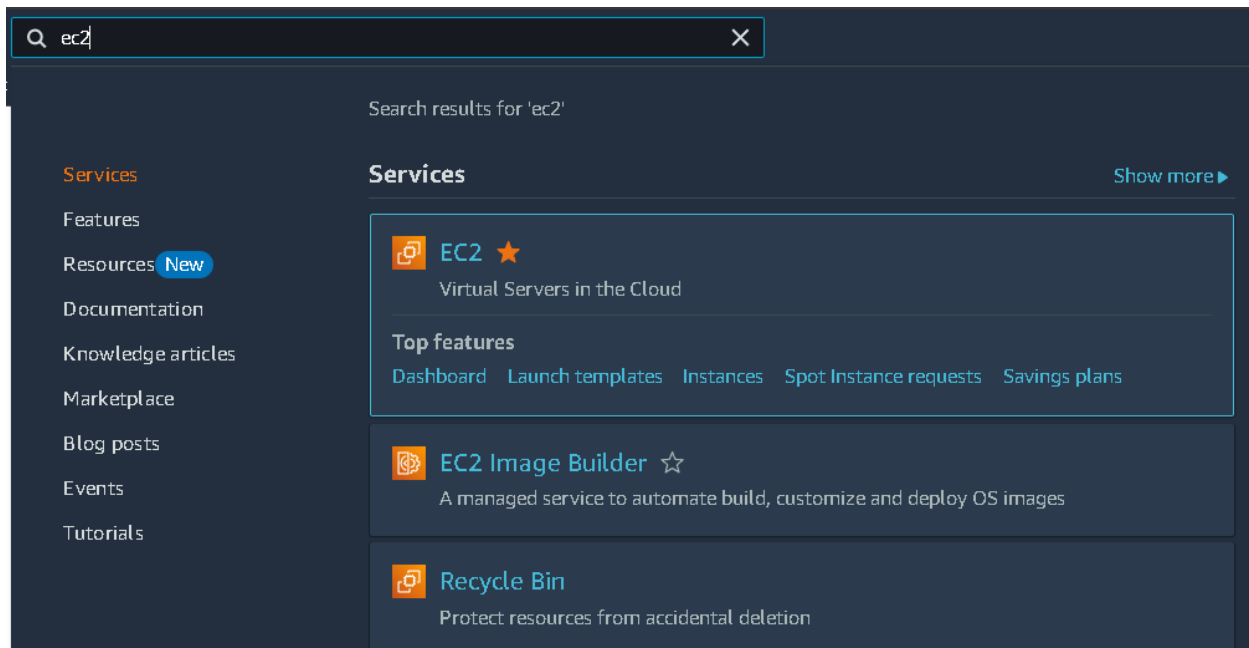 ec2
Search results for 'ec2'
Services
Features
Resources New
Documentation
Knowledge articles
Marketplace
Blog posts
Events
Tutorials
Services
Show more
EC2
Virtual Servers in the Cloud
Top features
Dashboard Launch templates Instances Spot Instance requests Savings plans
EC2 Image Builder
A managed service to automate build, customize and deploy OS images
Recycle Bin
Protect resources from accidental deletion